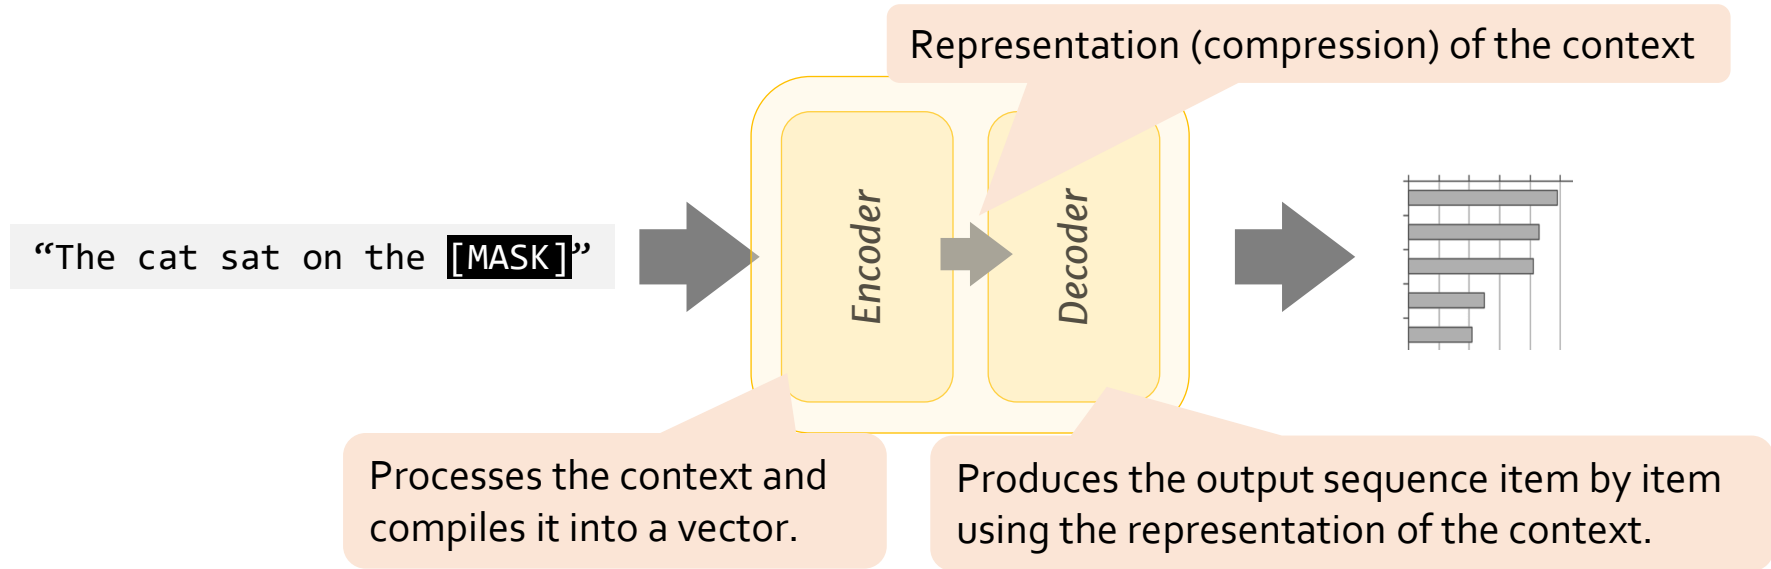 Representation (compression) of the context
“The cat sat on the [MASK]”
Encoder
Decoder
Processes the context and
compiles it into a vector.
Produces the output sequence item by item
using the representation of the context.